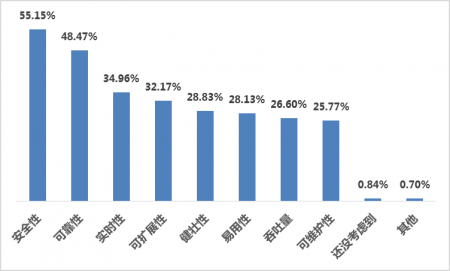 55.15%
48.47%
34.96%
32.17%
28.83%
28.13%
26.60%
25.77%
0.84%
0.70%
安全性
可靠性
实时性
可扩展性
健壮性
易用性
吞吐量
可维护性
还没考虑到
其他